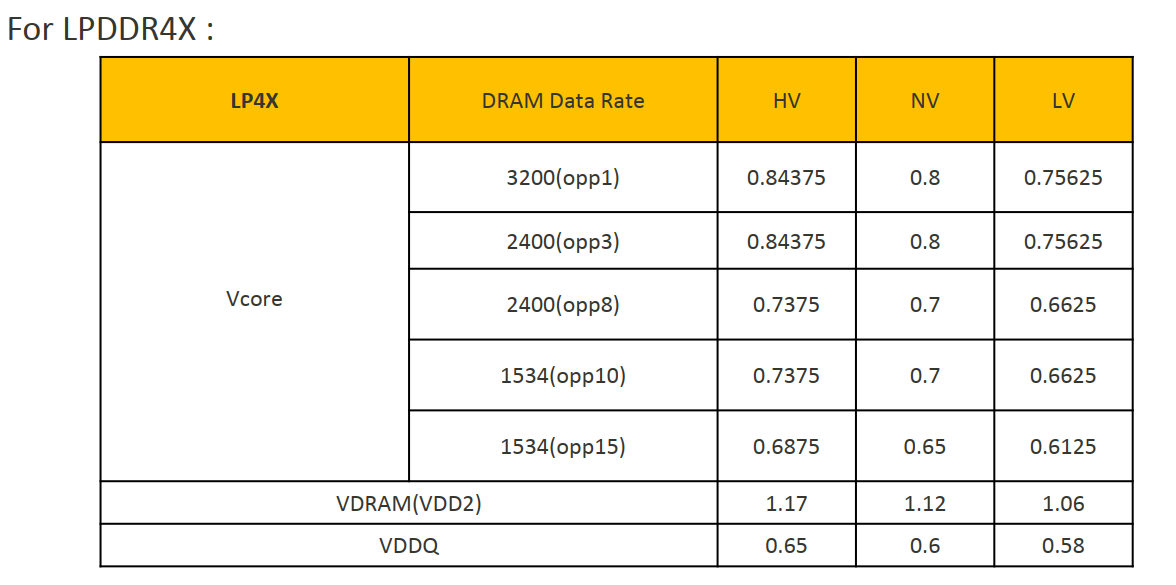 For LPDDR4X :
LP4X DRAM Data Rate HV NV LV
Vcore
3200(opp1) 0.84375 0.8 0.75625
2400(opp3) 0.84375 0.8 0.75625
2400(opp8) 0.7375 0.7 0.6625
1534(opp10) 0.7375 0.7 0.6625
1534(opp15) 0.6875 0.65 0.6125
VDRAM(VDD2) 1.17 1.12 1.06
VDDQ 0.65 0.6 0.58